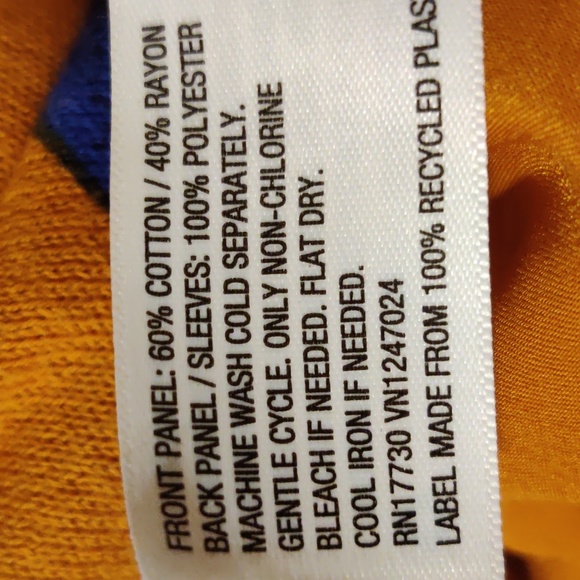 FRONT PANEL: 60% COTTON / 40% RAYON
BACK PANEL / SLEEVES: 100% POLYESTER
MACHINE WASH COLD SEPARATELY.
GENTLE CYCLE. ONLY NON-CHLORINE
BLEACH IF NEEDED. FLAT DRY.
COOL IRON IF NEEDED.
RN17730 VN1247024
LABEL MADE FROM 100% RECYCLED PLAS